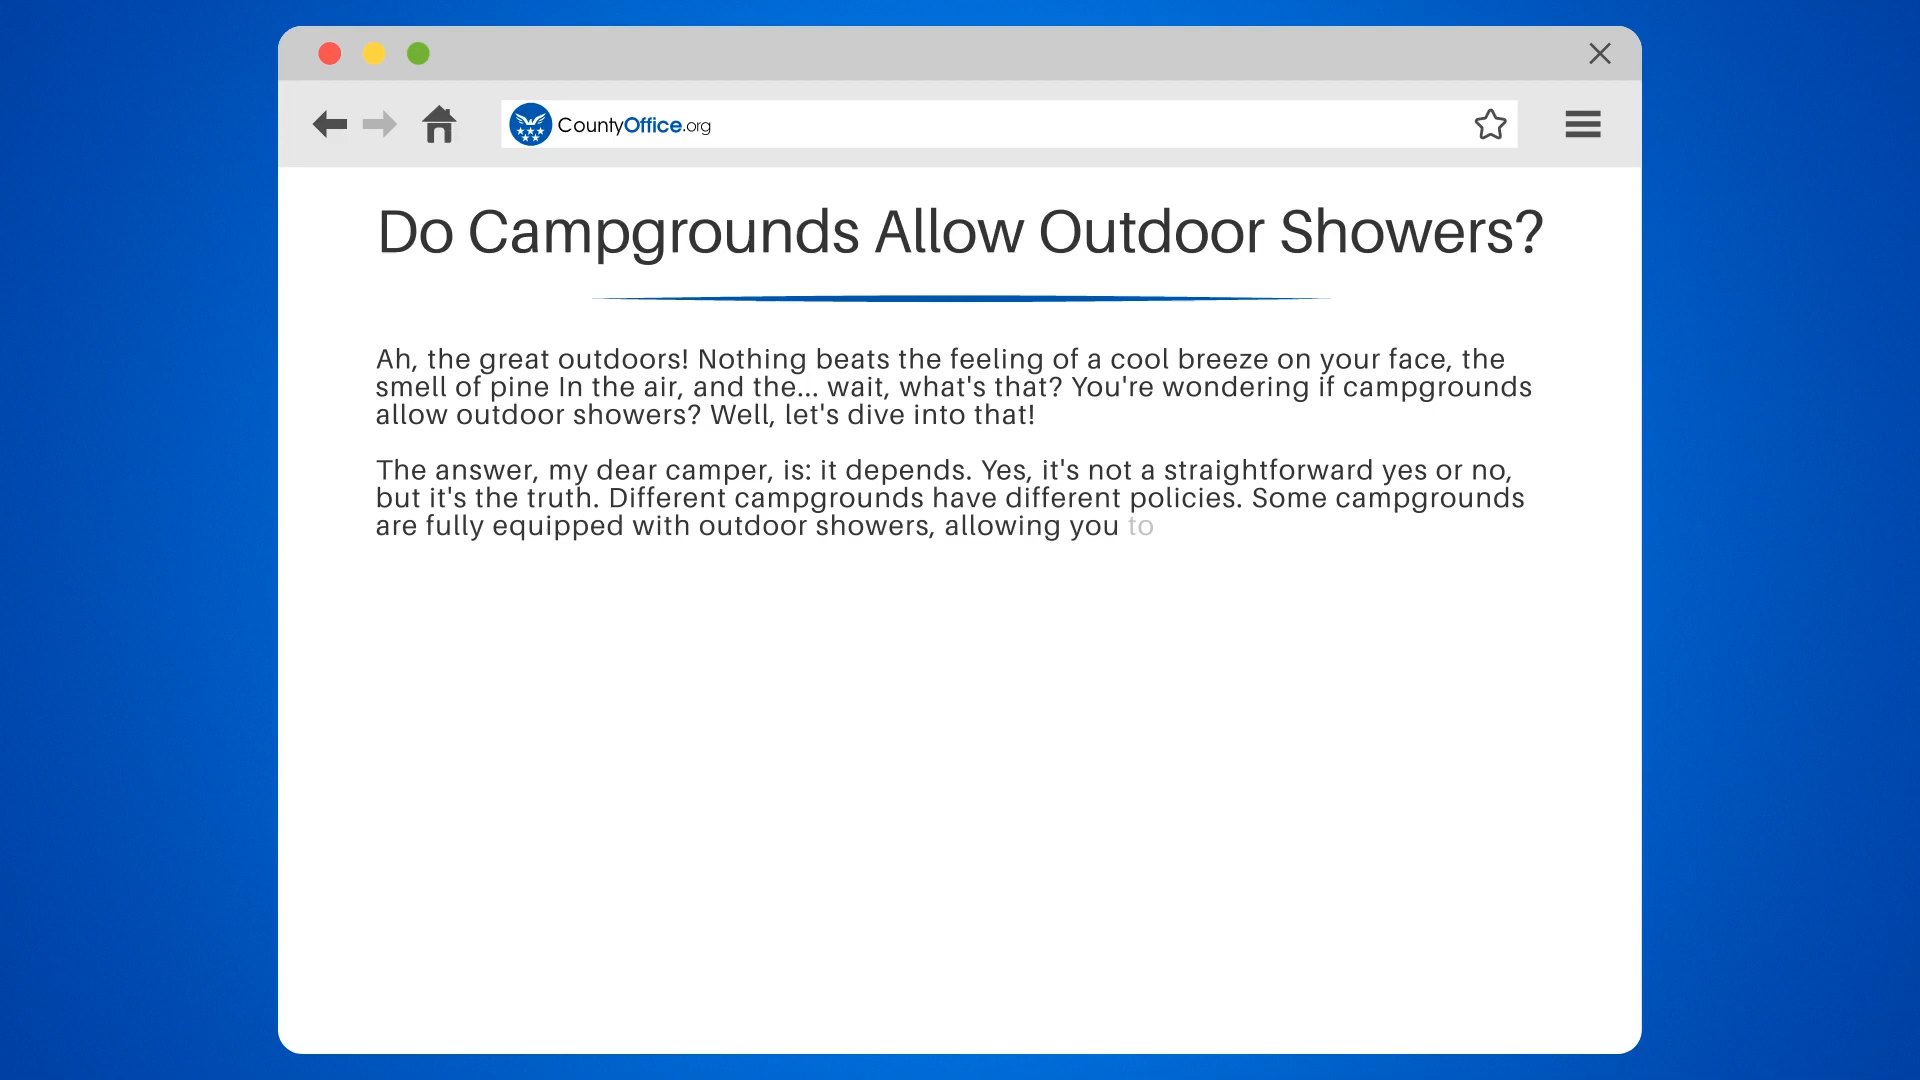 CountyOffice.org
Do Campgrounds Allow Outdoor Showers?
Ah, the great outdoors! Nothing beats the feeling of a cool breeze on your face, the
smell of pine In the air, and the... wait, what's that? You're wondering if campgrounds
allow outdoor showers? Well, let's dive into that!
The answer, my dear camper, is: it depends. Yes, it's not a straightforward yes or no,
but it's the truth. Different campgrounds have different policies. Some campgrounds
are fully equipped with outdoor showers, allowing you to